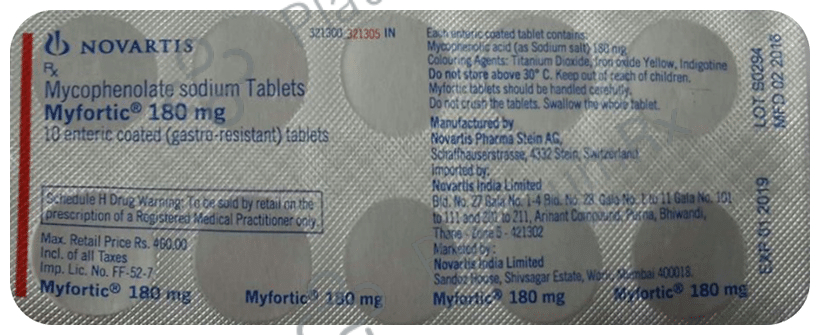 NOVARTIS
Rx
Mycophenolate sodium Tablets
Myfortic® 180 mg
10 enteric coated (gastro-resistant) tablets
Schedule H Drug Warning: To be sold by retail on the
prescription of a Registered Medical Practitioner only.
Max. Retail Price Rs. 460.00
Incl. of all Taxes
Imp. Lic. No. FF-52-7
Myfortic® 180 mg
Myfortic® 180 mg
321300 321305 IN
Each enteric coated tablet contains:
Mycophenolic acid (as Sodium salt) 180 mg
Colouring Agents: Titanium Dioxide, Iron oxide Yellow, Indigotine
Do not store above 30° C. Keep out of reach of children.
Myfortic tablets should be handled carefully.
Do not crush the tablets. Swallow the whole tablet.
Manufactured by
Novartis Pharma Stein AG,
Schaffhauserstrasse, 4332 Stein, Switzerland
Imported by:
Novartis India Limited
Bld. No. 27 Gala No. 1-4 Bld. No. 28 Gala No. 1 to 11 Gala No. 101
to 111 and 201 to 211, Arihant Compound, Purna, Bhiwandi,
Thane - Zone 5 - 421302
Marketed by:
Novartis India Limited
Sandoz House, Shivsagar Estate, Worli, Mumbai 400018.
Myfortic® 180 mg
Myfortic® 180 mg
LOT S0294
MFD 02 2016
EXP 01 2019